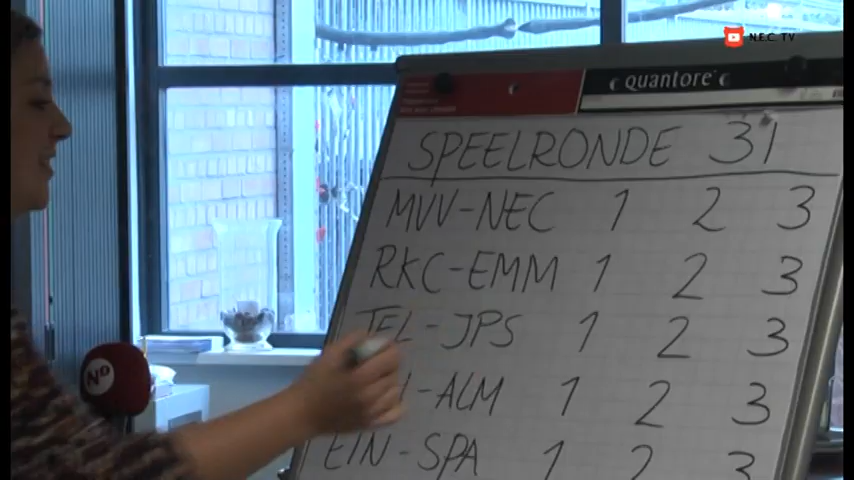 N.E.C. TV
QUANTORE
SPEELRONDE 31
MVV-NEC 1 2 3
RKC-EMM 1 2 3
TEL-JPS 1 2 3
-ALM 1 2 3
EIN-SPA 1 2 3
N1